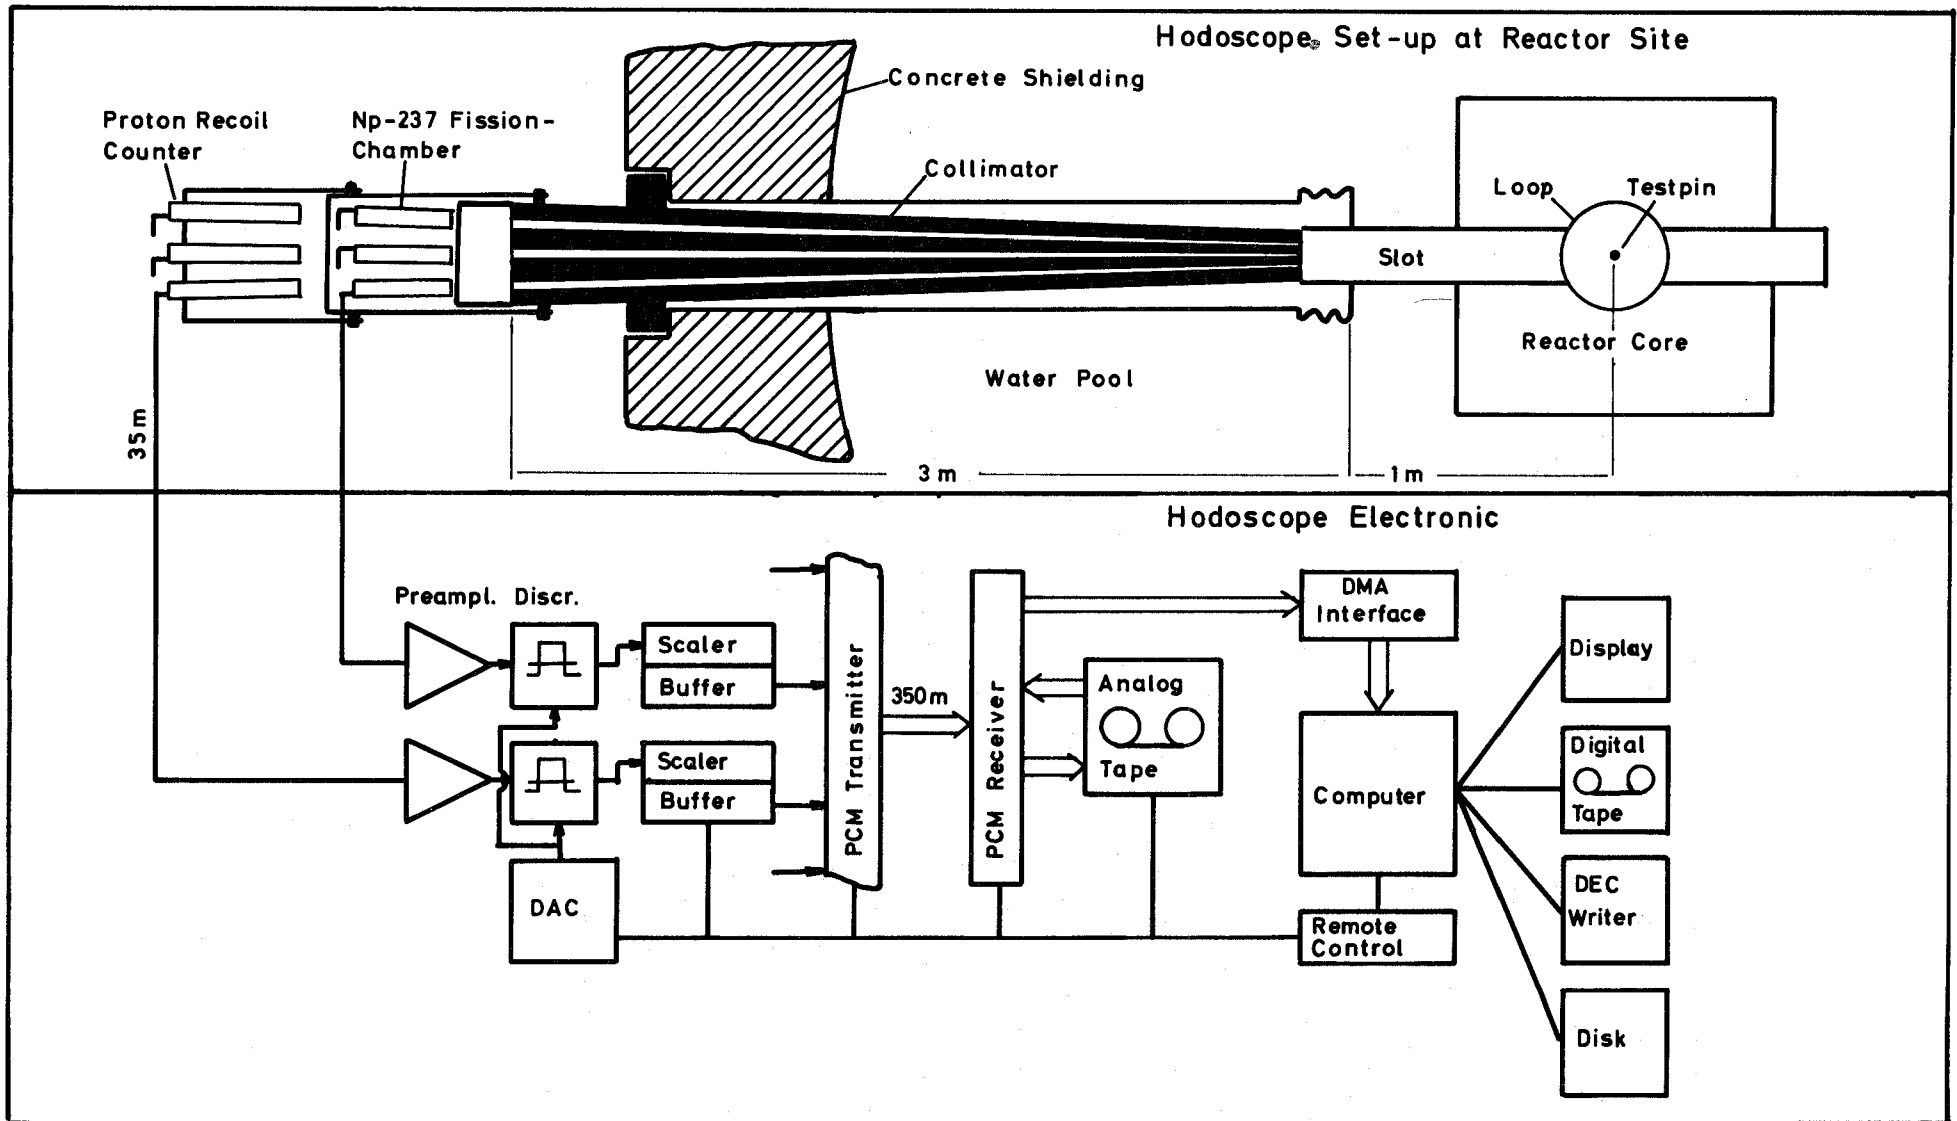 Hodoscope Set-up at Reactor Site
Concrete Shielding
Proton Recoil
Counter
Np-237 Fission-
Chamber
Collimator
Loop
Testpin
Slot
Reactor Core
Water Pool
35m
3 m
1 m
Hodoscope Electronic
Preampl. Discr.
Scaler
Buffer
Scaler
Buffer
DAC
PCM Transmitter
350 m
PCM Receiver
Analog
Tape
DMA
Interface
Computer
Remote
Control
Display
Digital
Tape
DEC
Writer
Disk